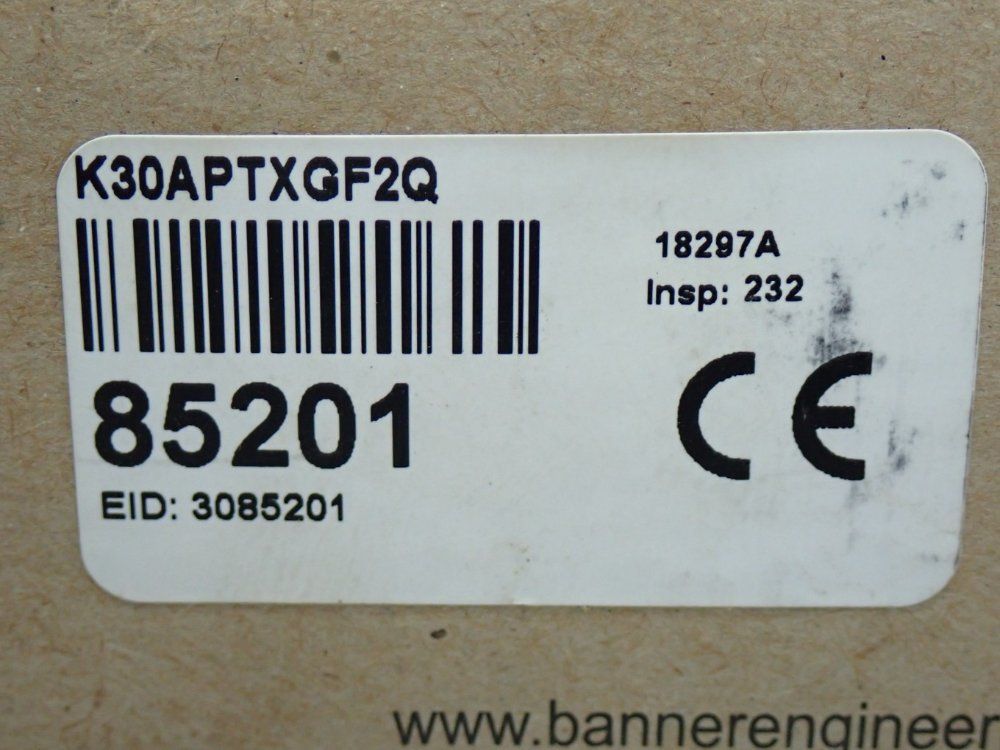 K30APTXGF2Q
18297A
Insp: 232
85201
CE
EID: 3085201
www.bannerengineer